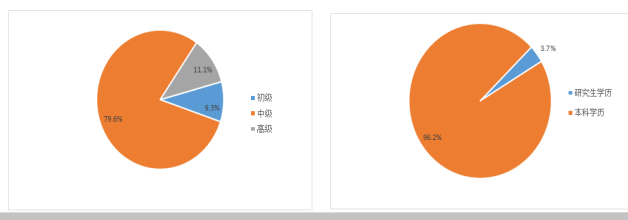 11.1%
9.3%
79.6%
初级
中级
高级
3.7%
96.2%
研究生学历
本科学历